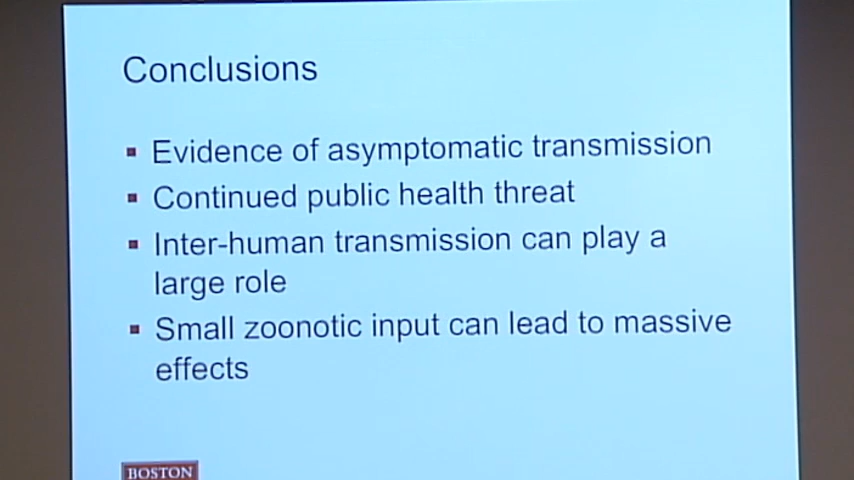 Conclusions
Evidence of asymptomatic transmission
Continued public health threat
Inter-human transmission can play a
large role
Small zoonotic input can lead to massive
effects
BOSTON